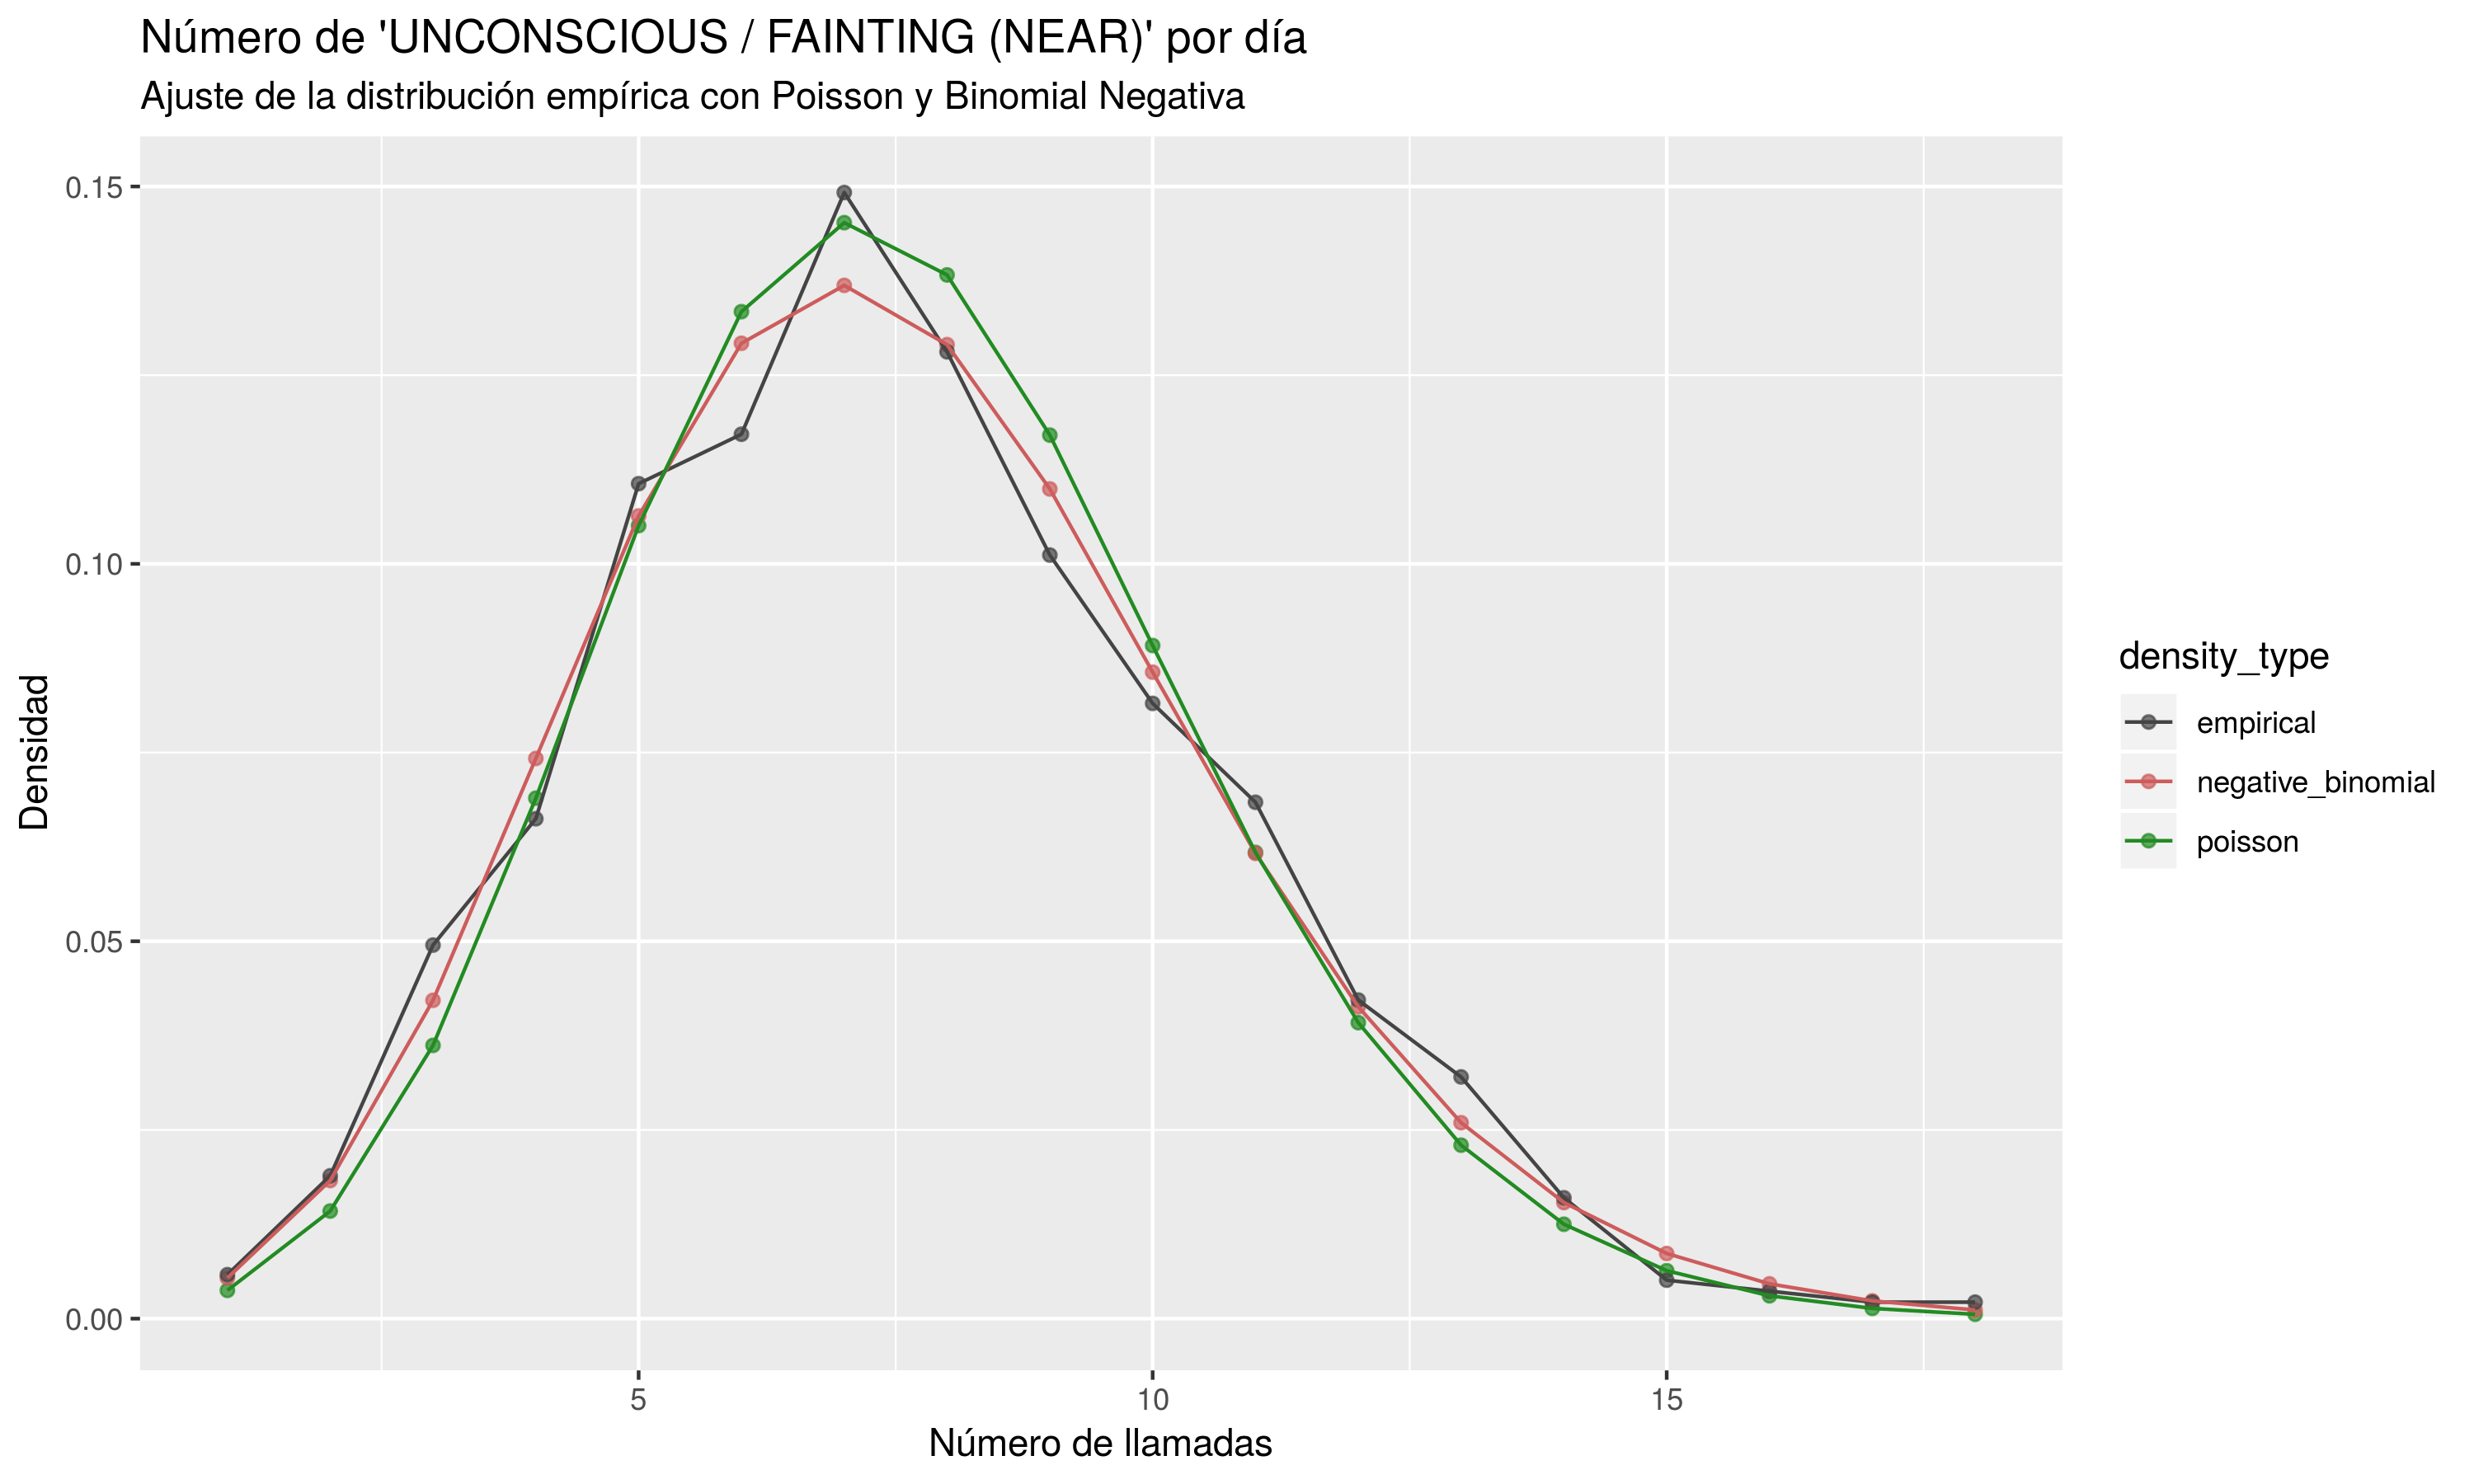 Número de 'UNCONSCIOUS / FAINTING (NEAR)' por día
Ajuste de la distribución empírica con Poisson y Binomial Negativa
Densidad
0.15
0.10
0.05
0.00
5
10
15
Número de llamadas
density_type
empirical
negative_binomial
poisson